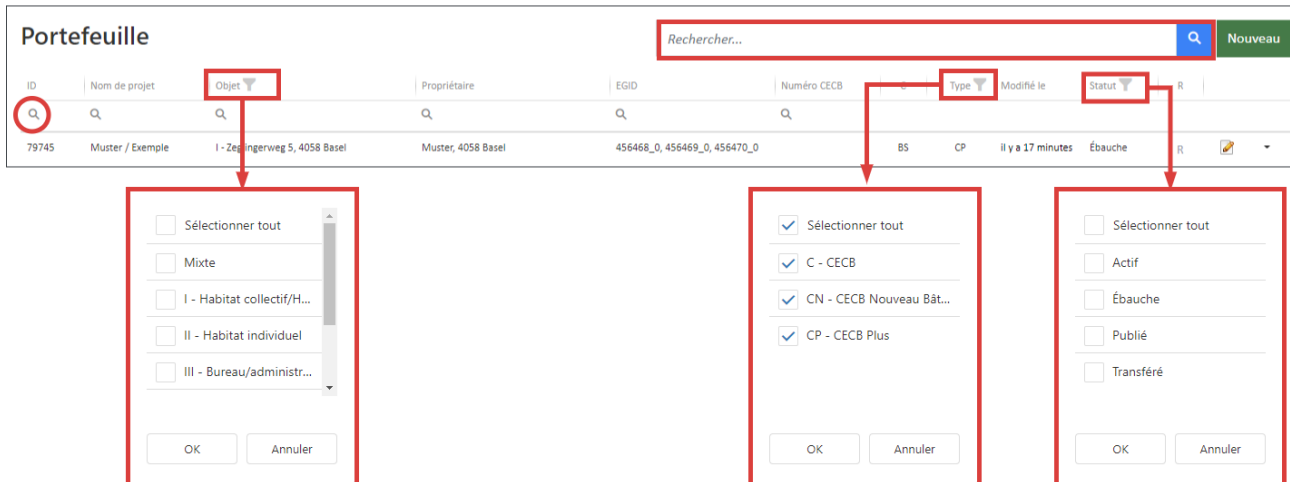 Portefeuille
Rechercher...
Nouveau
ID Nom de projet Objet Propriétaire EGID Numéro CECB Type Modifié le Statut R
79745 Muster / Exemple I - Zeglingerweg 5, 4058 Basel Muster, 4058 Basel 456468_0, 456469_0, 456470_0 BS CP il y a 17 minutes Ébauche R
Sélectionner tout
Mixte
I - Habitat collectif/H...
II - Habitat individuel
III - Bureau/administr...
OK Annuler
Sélectionner tout
C - CECB
CN - CECB Nouveau Bât...
CP - CECB Plus
OK Annuler
Sélectionner tout
Actif
Ébauche
Publié
Transféré
OK Annuler